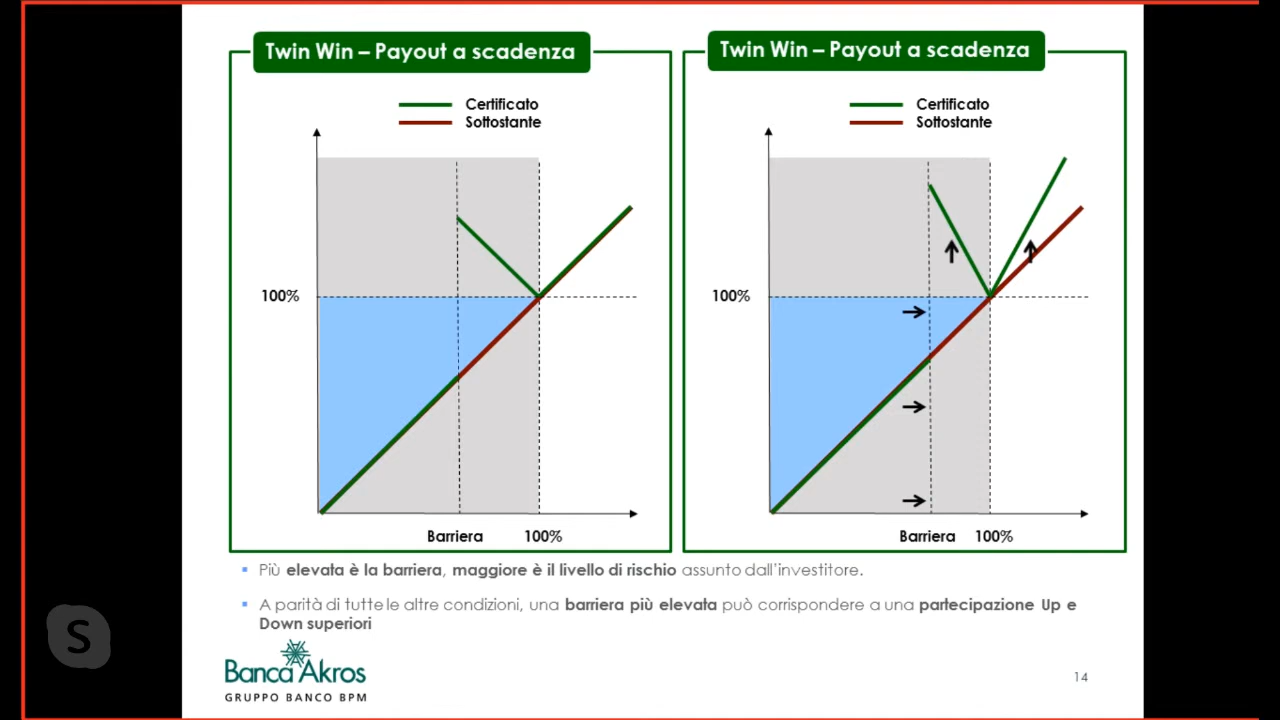 Twin Win – Payout a scadenza
Certificato
Sottostante
100%
Barriera
100%
Twin Win – Payout a scadenza
Certificato
Sottostante
100%
Barriera
100%
Più elevata è la barriera, maggiore è il livello di rischio assunto dall'investitore.
A parità di tutte le altre condizioni, una barriera più elevata può corrispondere a una partecipazione Up e
Down superiori
S
Banca Akros
GRUPPO BANCO BPM
14